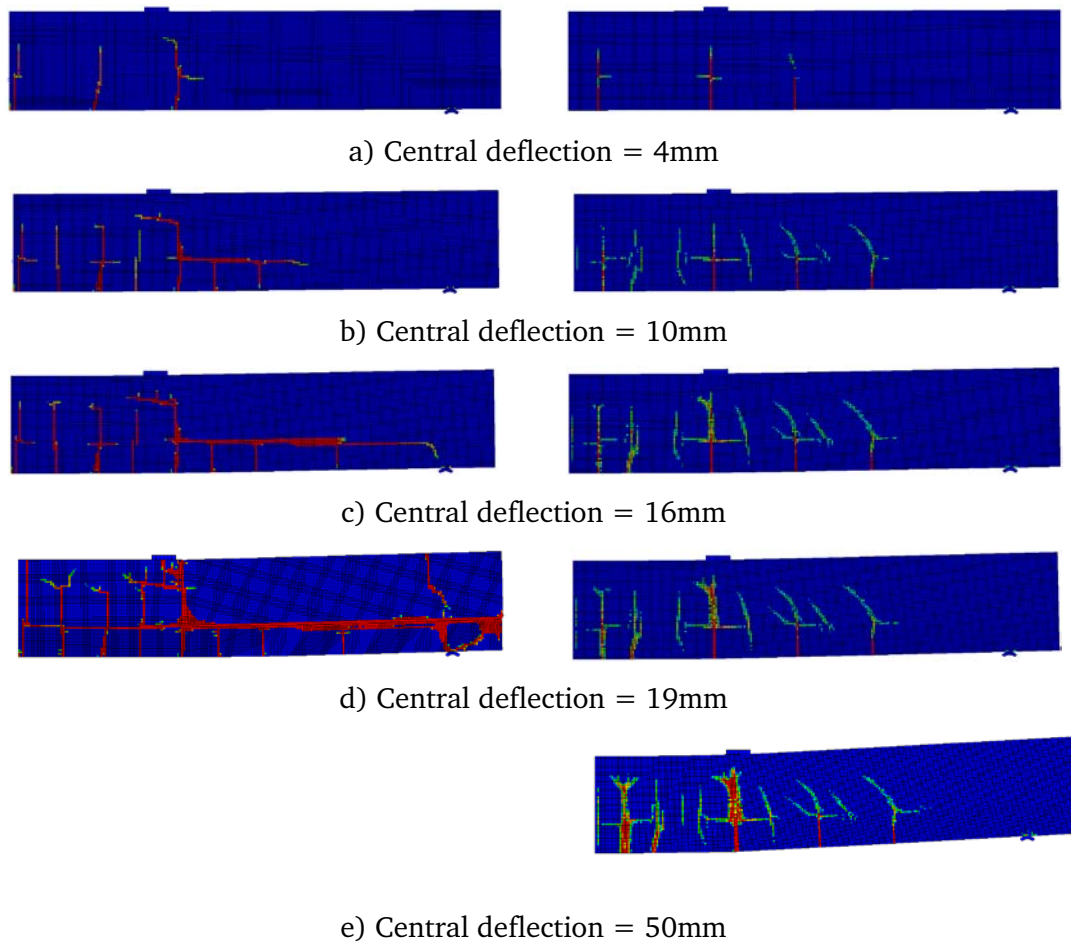 a) Central deflection = 4mm
b) Central deflection = 10mm
c) Central deflection = 16mm
d) Central deflection = 19mm
e) Central deflection = 50mm